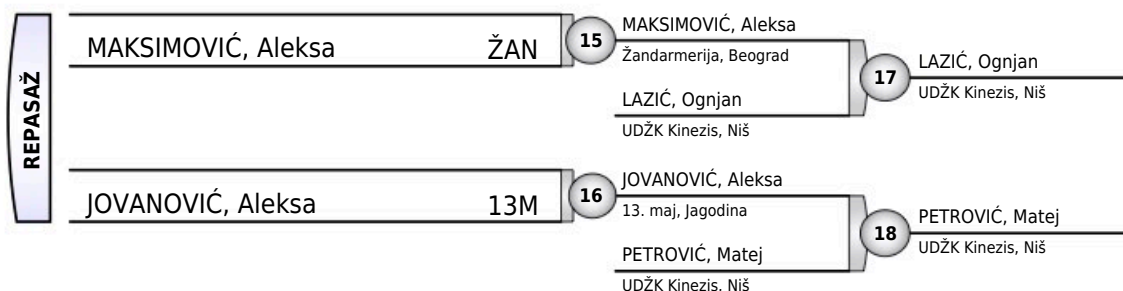 REPASAŽ
MAKSIMOVIĆ, Aleksa ŽAN
15
MAKSIMOVIĆ, Aleksa
Žandarmerija, Beograd
LAZIĆ, Ognjan
UDŽK Kinezis, Niš
17
LAZIĆ, Ognjan
UDŽK Kinezis, Niš
JOVANOVIĆ, Aleksa 13M
16
JOVANOVIĆ, Aleksa
13. maj, Jagodina
PETROVIĆ, Matej
UDŽK Kinezis, Niš
18
PETROVIĆ, Matej
UDŽK Kinezis, Niš